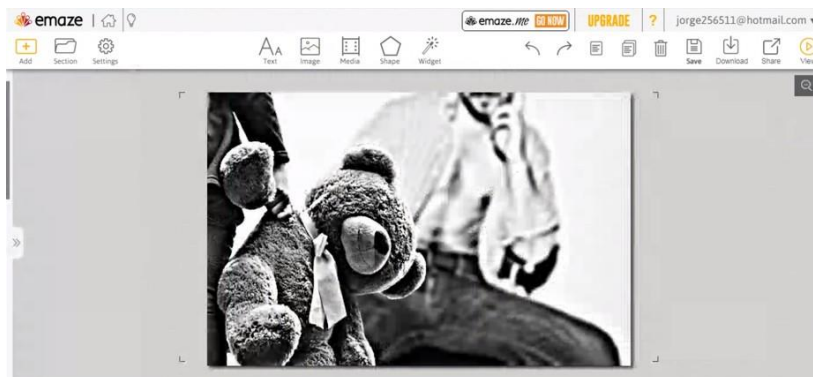 emaze
emaze.me GO NOW
UPGRADE
?
jorge256511@hotmail.com
Add
Section
Settings
Text
Image
Media
Shape
Widget
Save
Download
Share
View